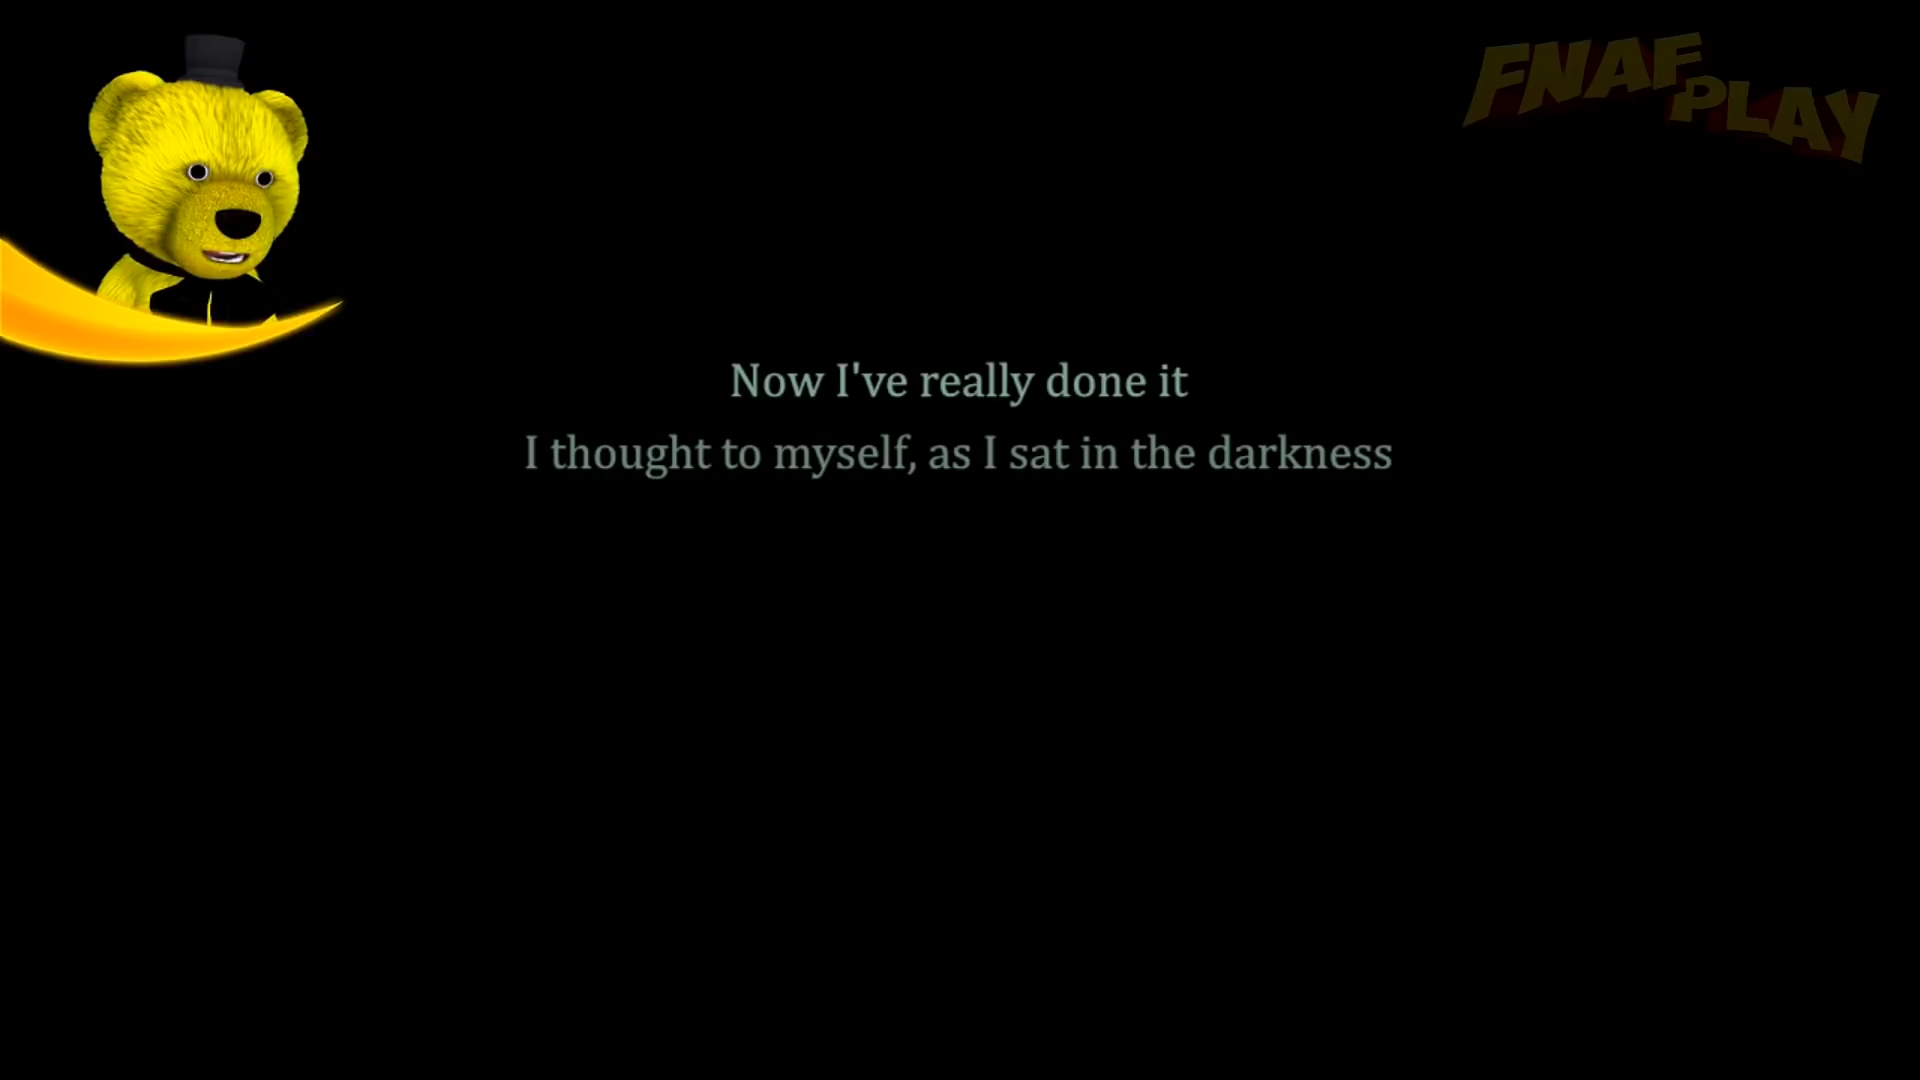 FNAF
PLAY
Now I've really done it
I thought to myself, as I sat in the darkness